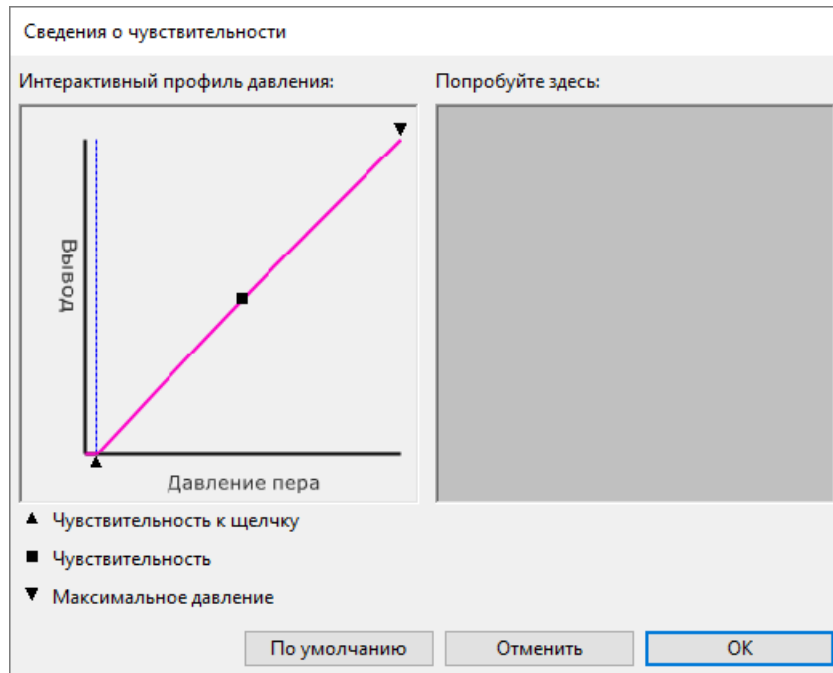 Сведения о чувствительности
Интерактивный профиль давления:
Попробуйте здесь:
Вывод
Давление пера
Чувствительность к щелчку
Чувствительность
Максимальное давление
По умолчанию
Отменить
OK